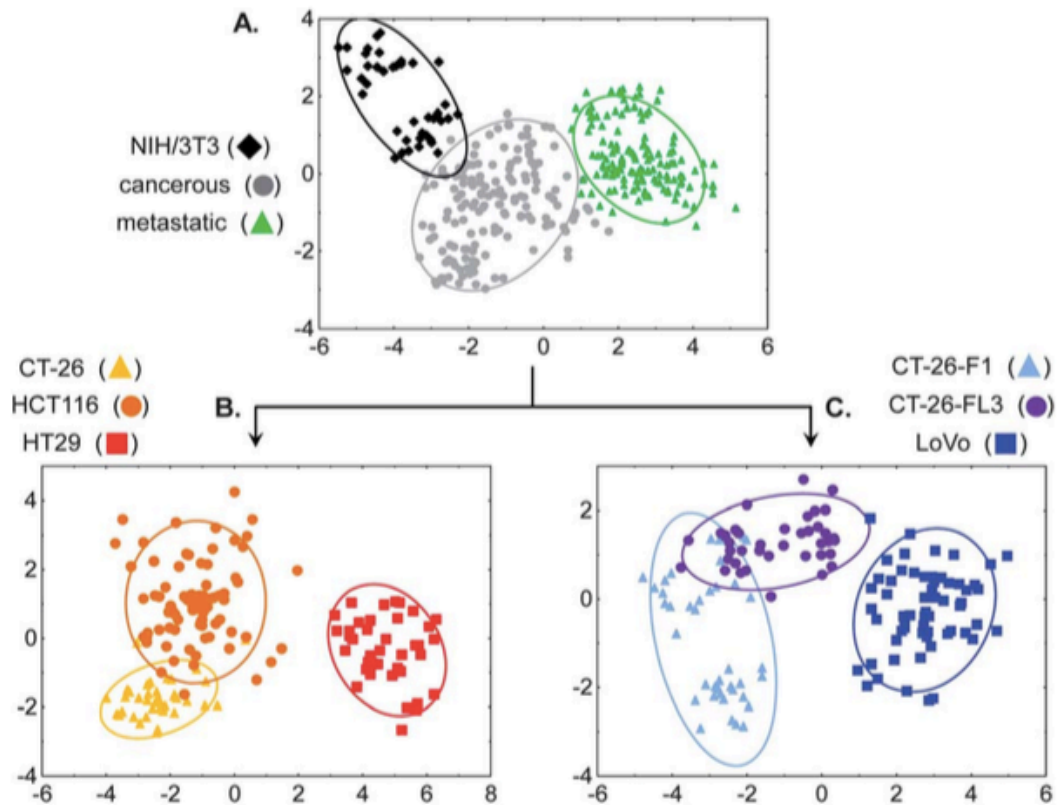 A.
4
2
0
-2
-4
-6 -4 -2 0 2 4 6
NIH/3T3 (◆)
cancerous (●)
metastatic (▲)
CT-26 (▲)
HCT116 (●)
HT29 (■)
B.
4
2
0
-2
-4
-6 -4 -2 0 2 4 6 8
CT-26-F1 (▲)
CT-26-FL3 (●)
LoVo (■)
C.
2
0
-2
-4
-6 -4 -2 0 2 4 6